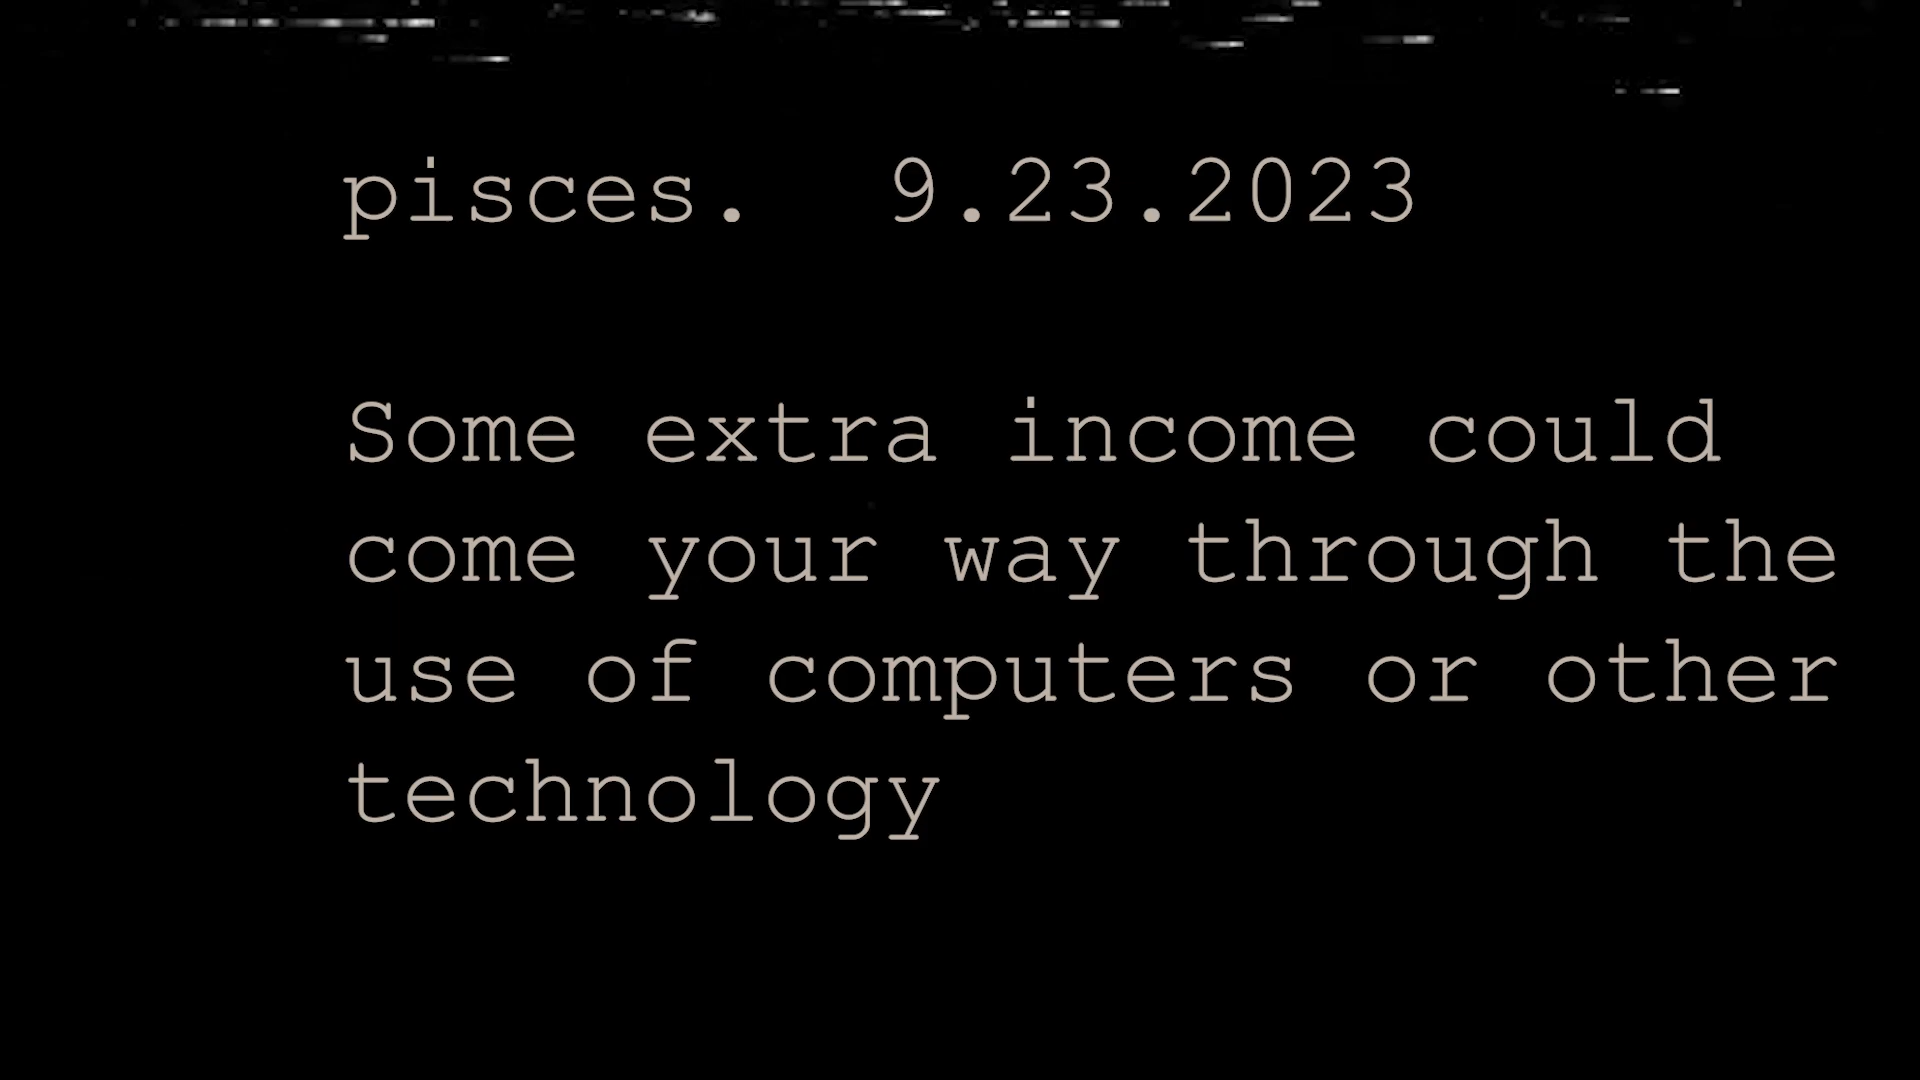 pisces.  9.23.2023
Some extra income could
come your way through the
use of computers or other
technology